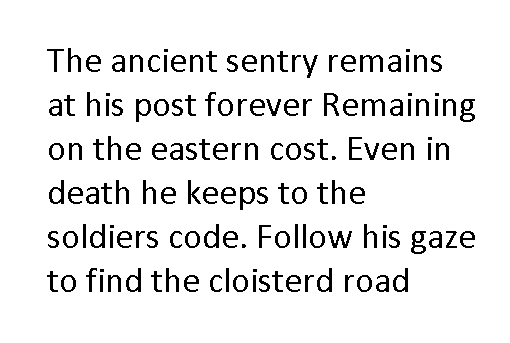 The ancient sentry remains
at his post forever Remaining
on the eastern cost. Even in
death he keeps to the
soldiers code. Follow his gaze
to find the cloisterd road